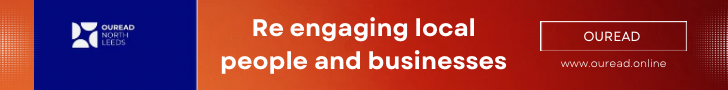 OUREAD
NORTH
LEEDS
Re engaging local
people and businesses
OUREAD
www.ouread.online